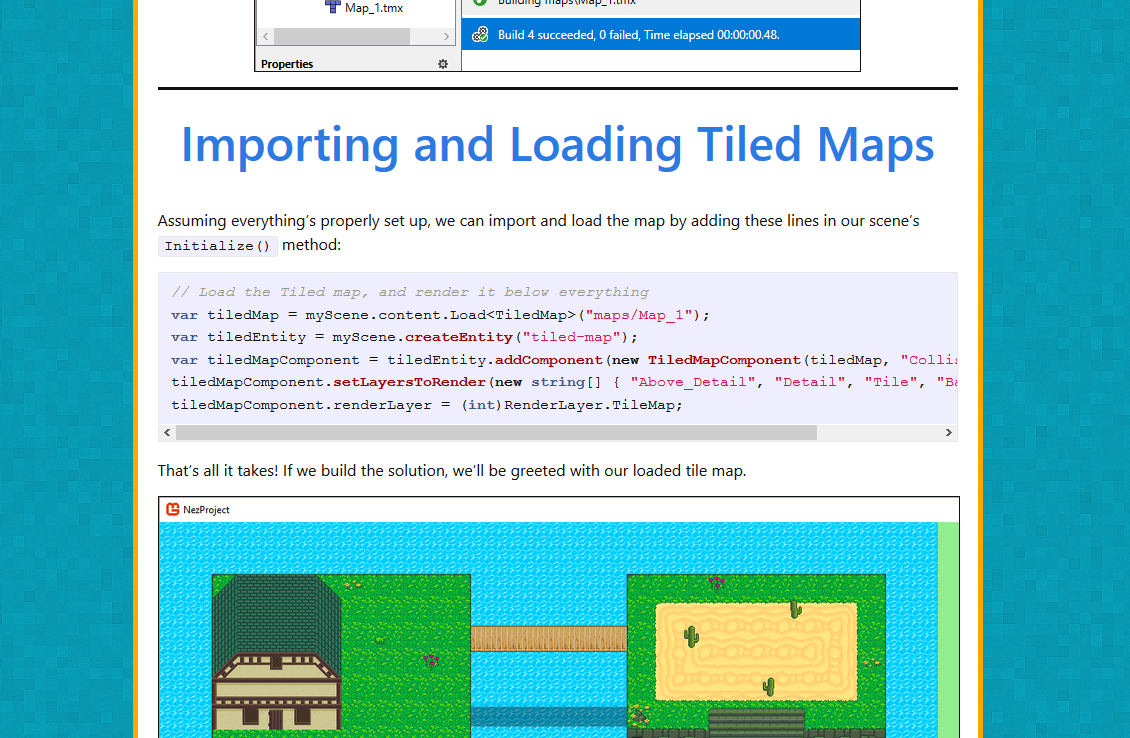 Map_1.tmx
Building maps\Map_1.tmx
Build 4 succeeded, 0 failed, Time elapsed 00:00:00.48.
Properties
Importing and Loading Tiled Maps
Assuming everything’s properly set up, we can import and load the map by adding these lines in our scene’s
Initialize() method:
// Load the Tiled map, and render it below everything
var tiledMap = myScene.content.Load<TiledMap>("maps/Map_1");
var tiledEntity = myScene.createEntity("tiled-map");
var tiledMapComponent = tiledEntity.addComponent(new TiledMapComponent(tiledMap, "Collis
tiledMapComponent.setLayersToRender(new string[] { "Above_Detail", "Detail", "Tile", "Ba
tiledMapComponent.renderLayer = (int)RenderLayer.TileMap;
That’s all it takes! If we build the solution, we’ll be greeted with our loaded tile map.
NezProject